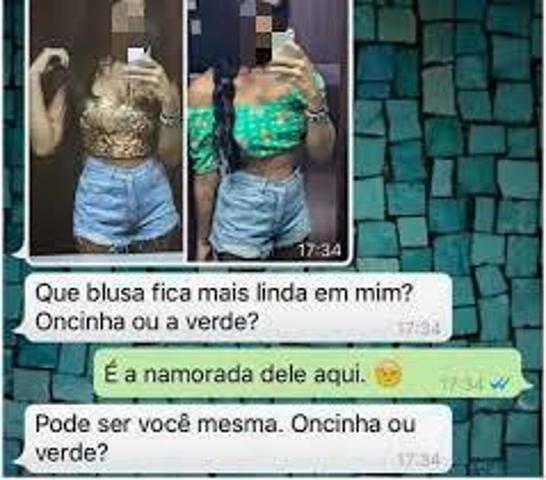 17:34
Que blusa fica mais linda em mim?
Oncinha ou a verde?
17:34
É a namorada dele aqui. 😠
17:34
Pode ser você mesma. Oncinha ou
verde?
17:34